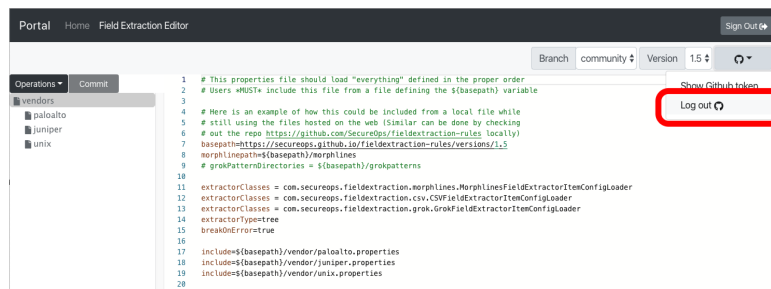 Portal Home Field Extraction Editor Sign Out
Branch community Version 1.5
Operations Commit
vendors
paloalto
juniper
unix
Show Github token
Log out
1 # This properties file should load "everything" defined in the proper order
2 # Users *MUST* include this file from a file defining the ${basepath} variable
3
4 # Here is an example of how this could be included from a local file while
5 # still using the files hosted on the web (Similar can be done by checking
6 # out the repo https://github.com/SecureOps/fieldextraction-rules locally)
7 basepath=https://secureops.github.io/fieldextraction-rules/versions/1.5
8 morphlinepath=${basepath}/morphlines
9 # grokPatternDirectories = ${basepath}/grokpatterns
10
11 extractorClasses = com.secureops.fieldextraction.morphlines.MorphlinesFieldExtractorItemConfigLoader
12 extractorClasses = com.secureops.fieldextraction.csv.CSVFieldExtractorItemConfigLoader
13 extractorClasses = com.secureops.fieldextraction.grok.GrokFieldExtractorItemConfigLoader
14 extractorType=tree
15 breakOnError=true
16
17 include=${basepath}/vendor/paloalto.properties
18 include=${basepath}/vendor/juniper.properties
19 include=${basepath}/vendor/unix.properties
20